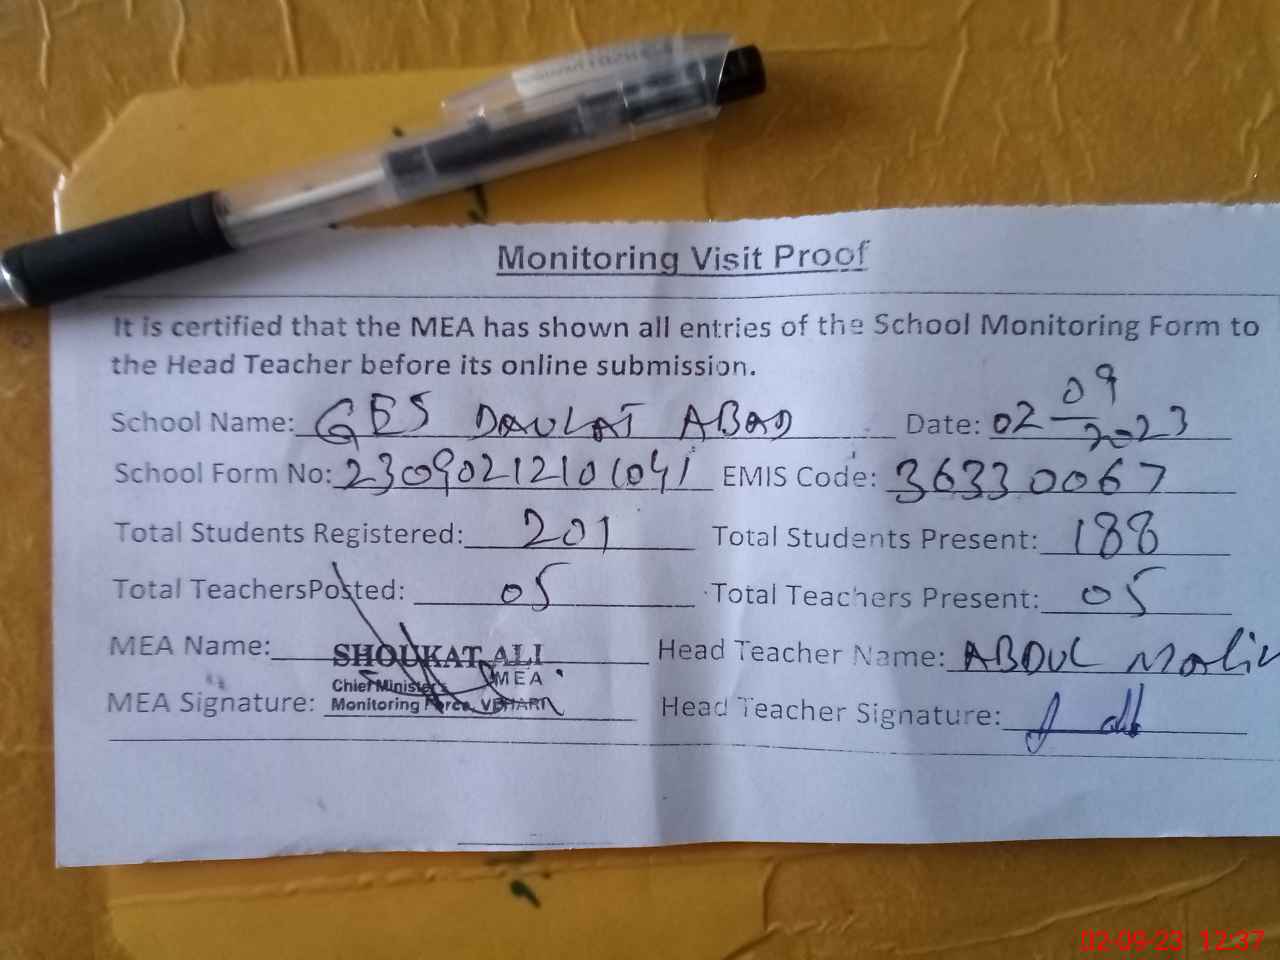 Monitoring Visit Proof
It is certified that the MEA has shown all entries of the School Monitoring Form to
the Head Teacher before its online submission.
School Name: GES DAULAT ABAD Date: 02-09-2023
School Form No: 23090212101041 EMIS Code: 36330067
Total Students Registered: 201 Total Students Present: 188
Total TeachersPosted: 05 Total Teachers Present: 05
MEA Name: SHOUKAT ALI Head Teacher Name: ABDUL
MEA
Chief Minister's
MEA Signature: Monitoring Force, VEHARI Head Teacher Signature:
02-09-23 12:37